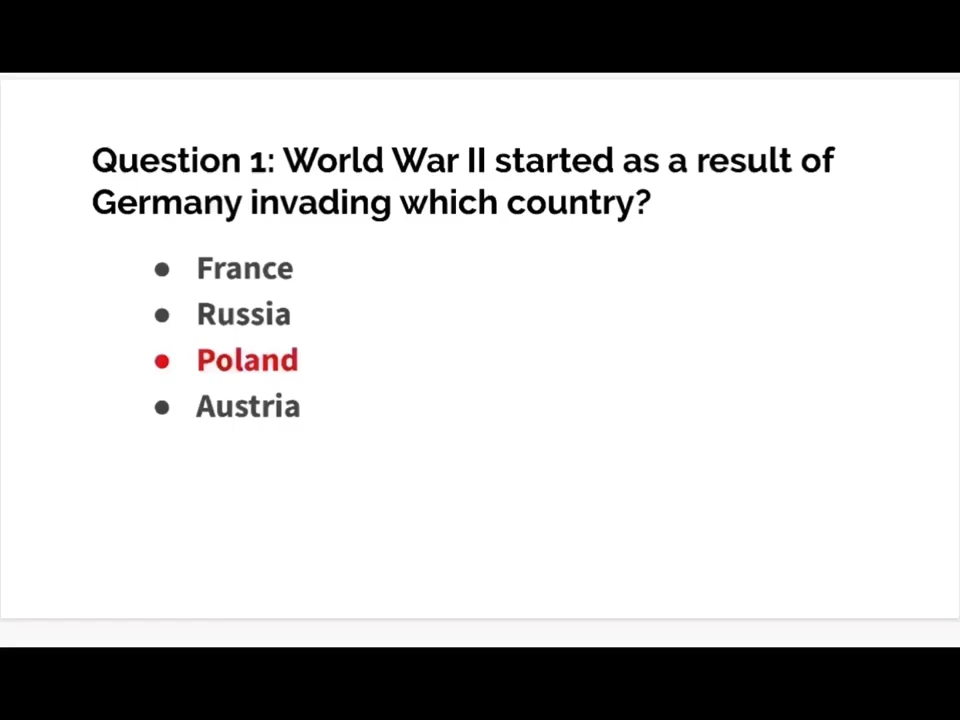 Question 1: World War II started as a result of
Germany invading which country?
● France
● Russia
● Poland
● Austria